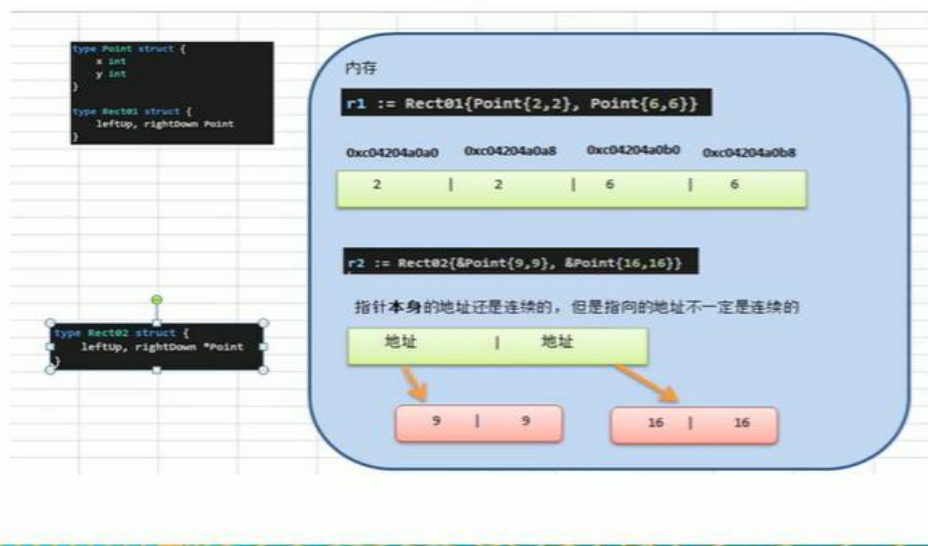 type Point struct {
x int
y int
}
type Rect01 struct {
leftUp, rightDown Point
}
内存
r1 := Rect01{Point{2,2}, Point{6,6}}
0xc04204a0a0 0xc04204a0a8 0xc04204a0b0 0xc04204a0b8
2 | 2 | 6 | 6
r2 := Rect02{&Point{9,9}, &Point{16,16}}
指针本身的地址还是连续的，但是指向的地址不一定是连续的
type Rect02 struct {
leftUp, rightDown *Point
}
地址 | 地址
9 | 9
16 | 16